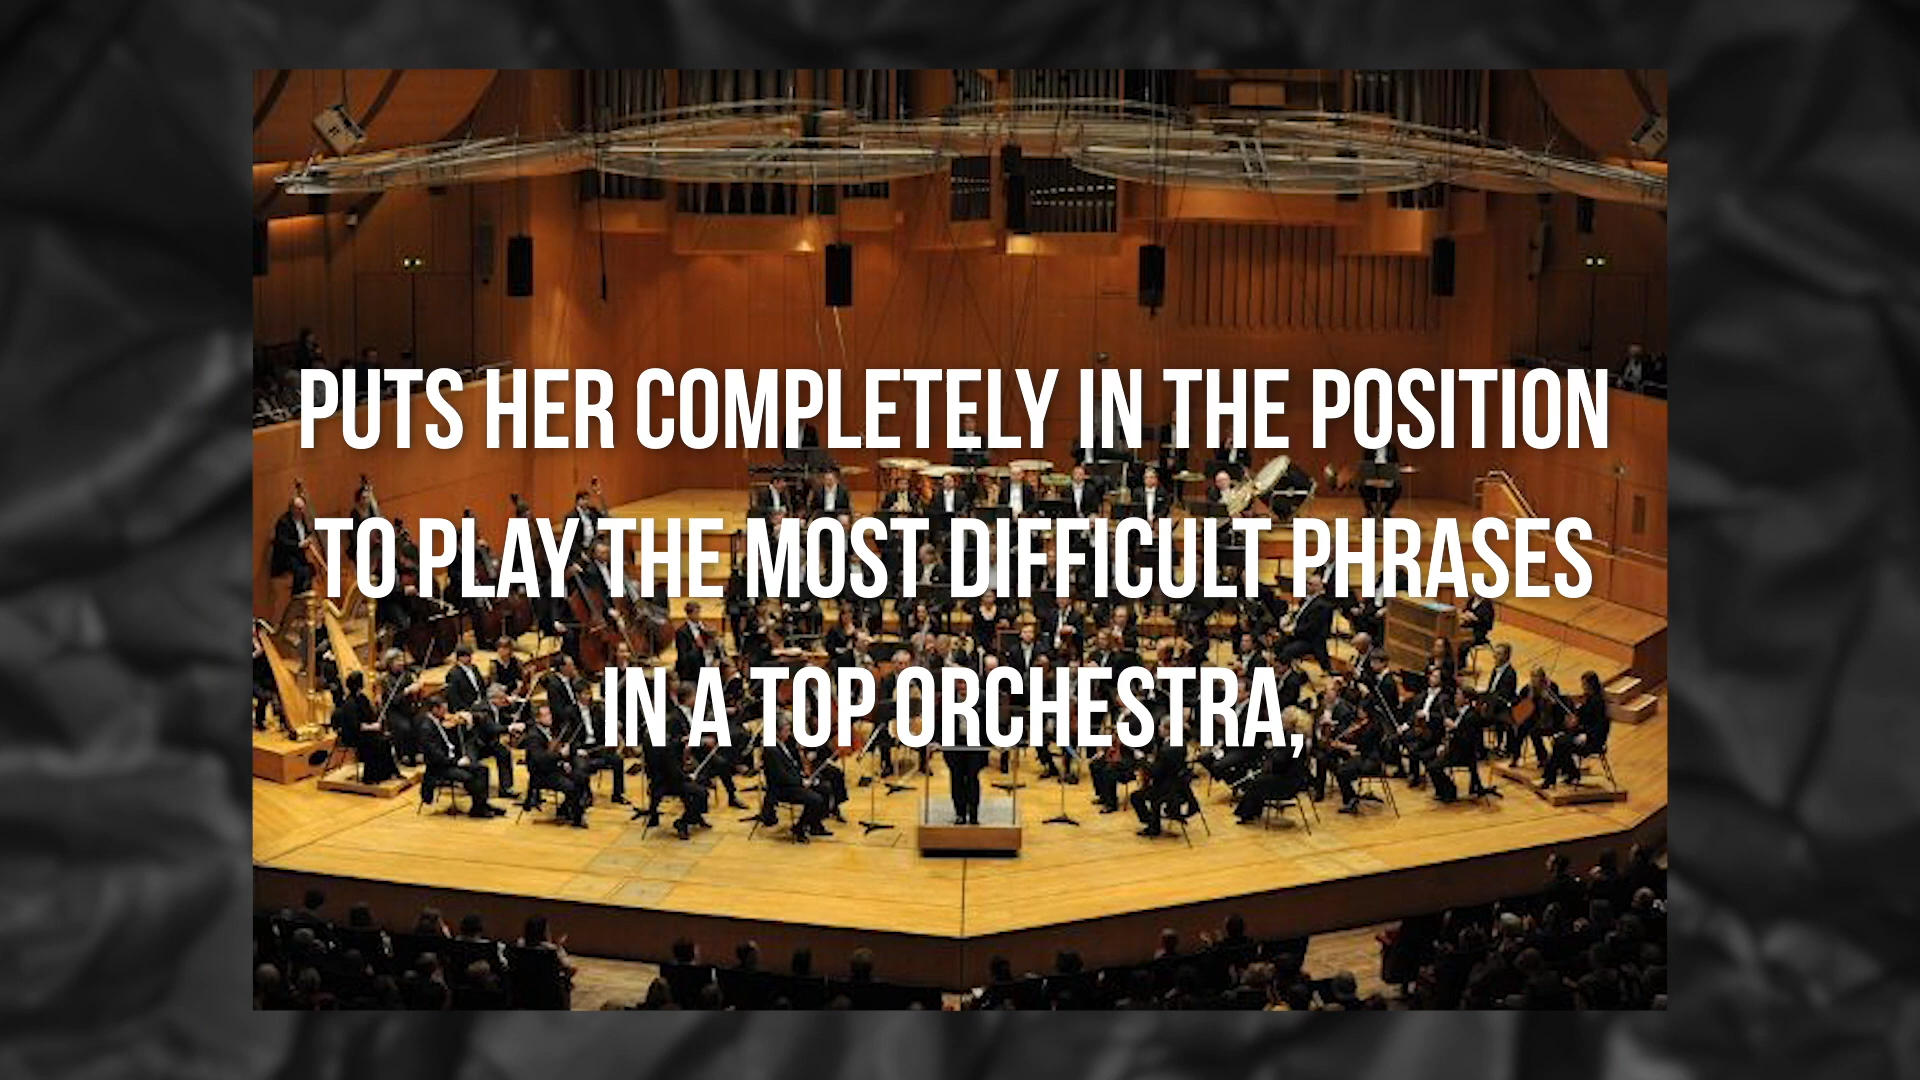 PUTS HER COMPLETELY IN THE POSITION
TO PLAY THE MOST DIFFICULT PHRASES
IN A TOP ORCHESTRA,